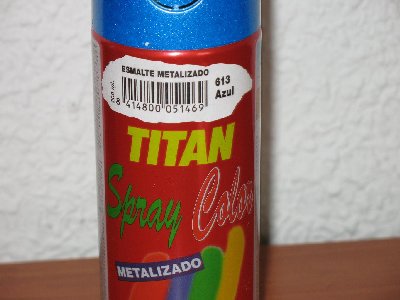 ESMALTE METALIZADO
613
Azul
8 414800 051469
TITAN
Spray Color
METALIZADO